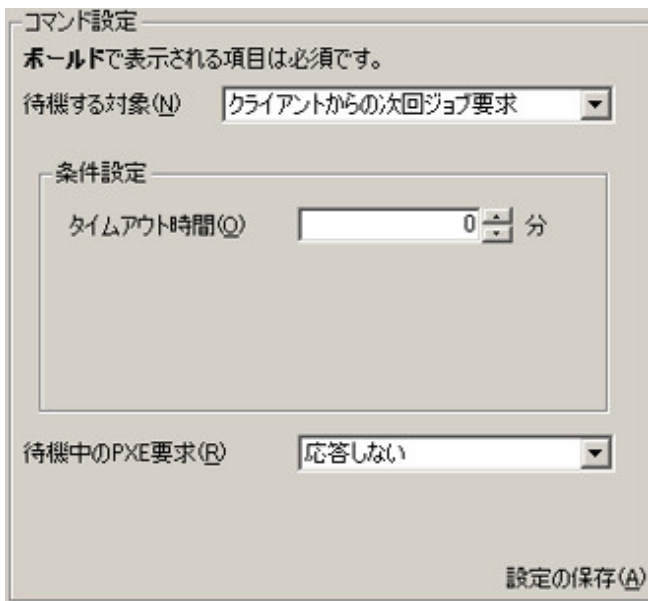 コマンド設定
ボールドで表示される項目は必須です。
待機する対象(N) クライアントからの次回ジョブ要求
条件設定
タイムアウト時間(O) 0 分
待機中のPXE要求(R) 応答しない
設定の保存(A)